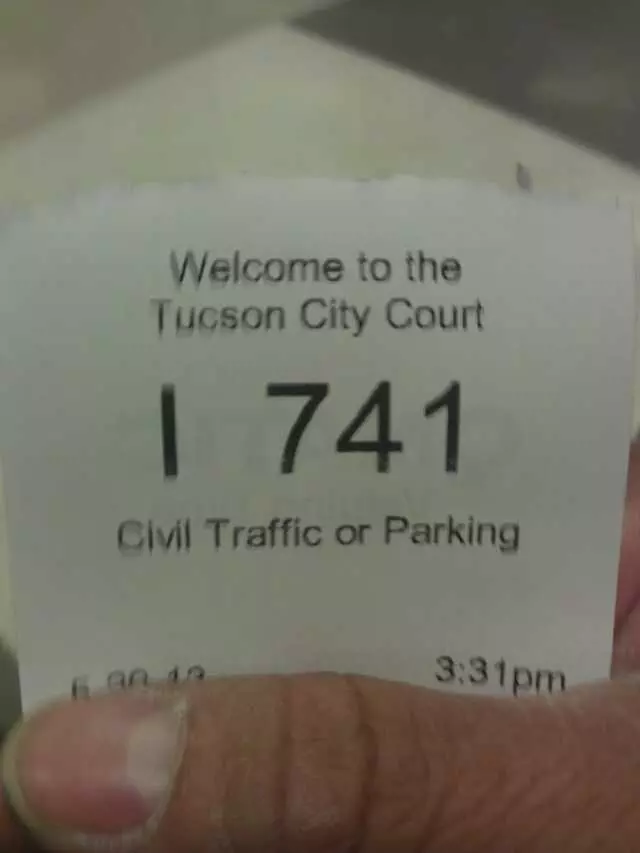 Welcome to the
Tucson City Court
I 741
Civil Traffic or Parking
3:31pm